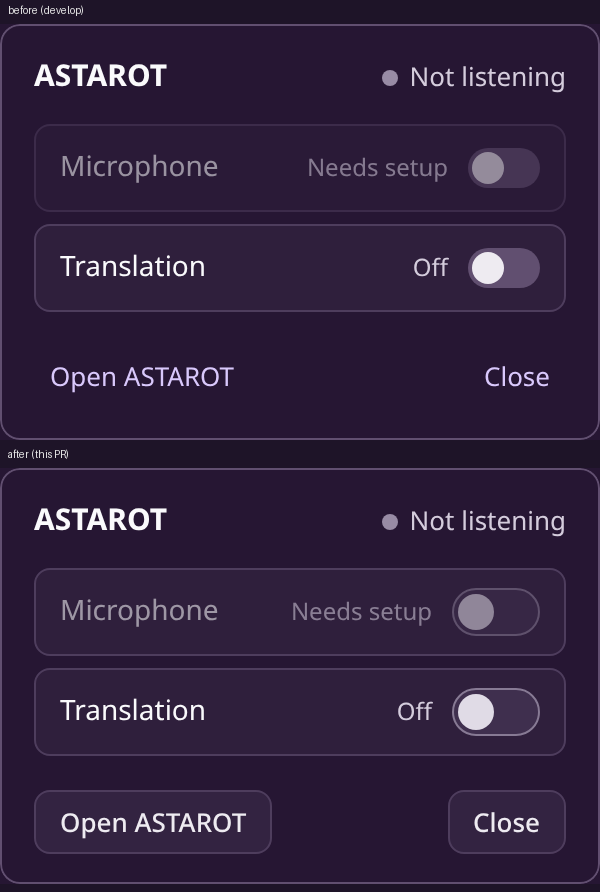 before (develop)
ASTAROT
Not listening
Microphone
Needs setup
Translation
Off
Open ASTAROT
Close
after (this PR)
ASTAROT
Not listening
Microphone
Needs setup
Translation
Off
Open ASTAROT
Close